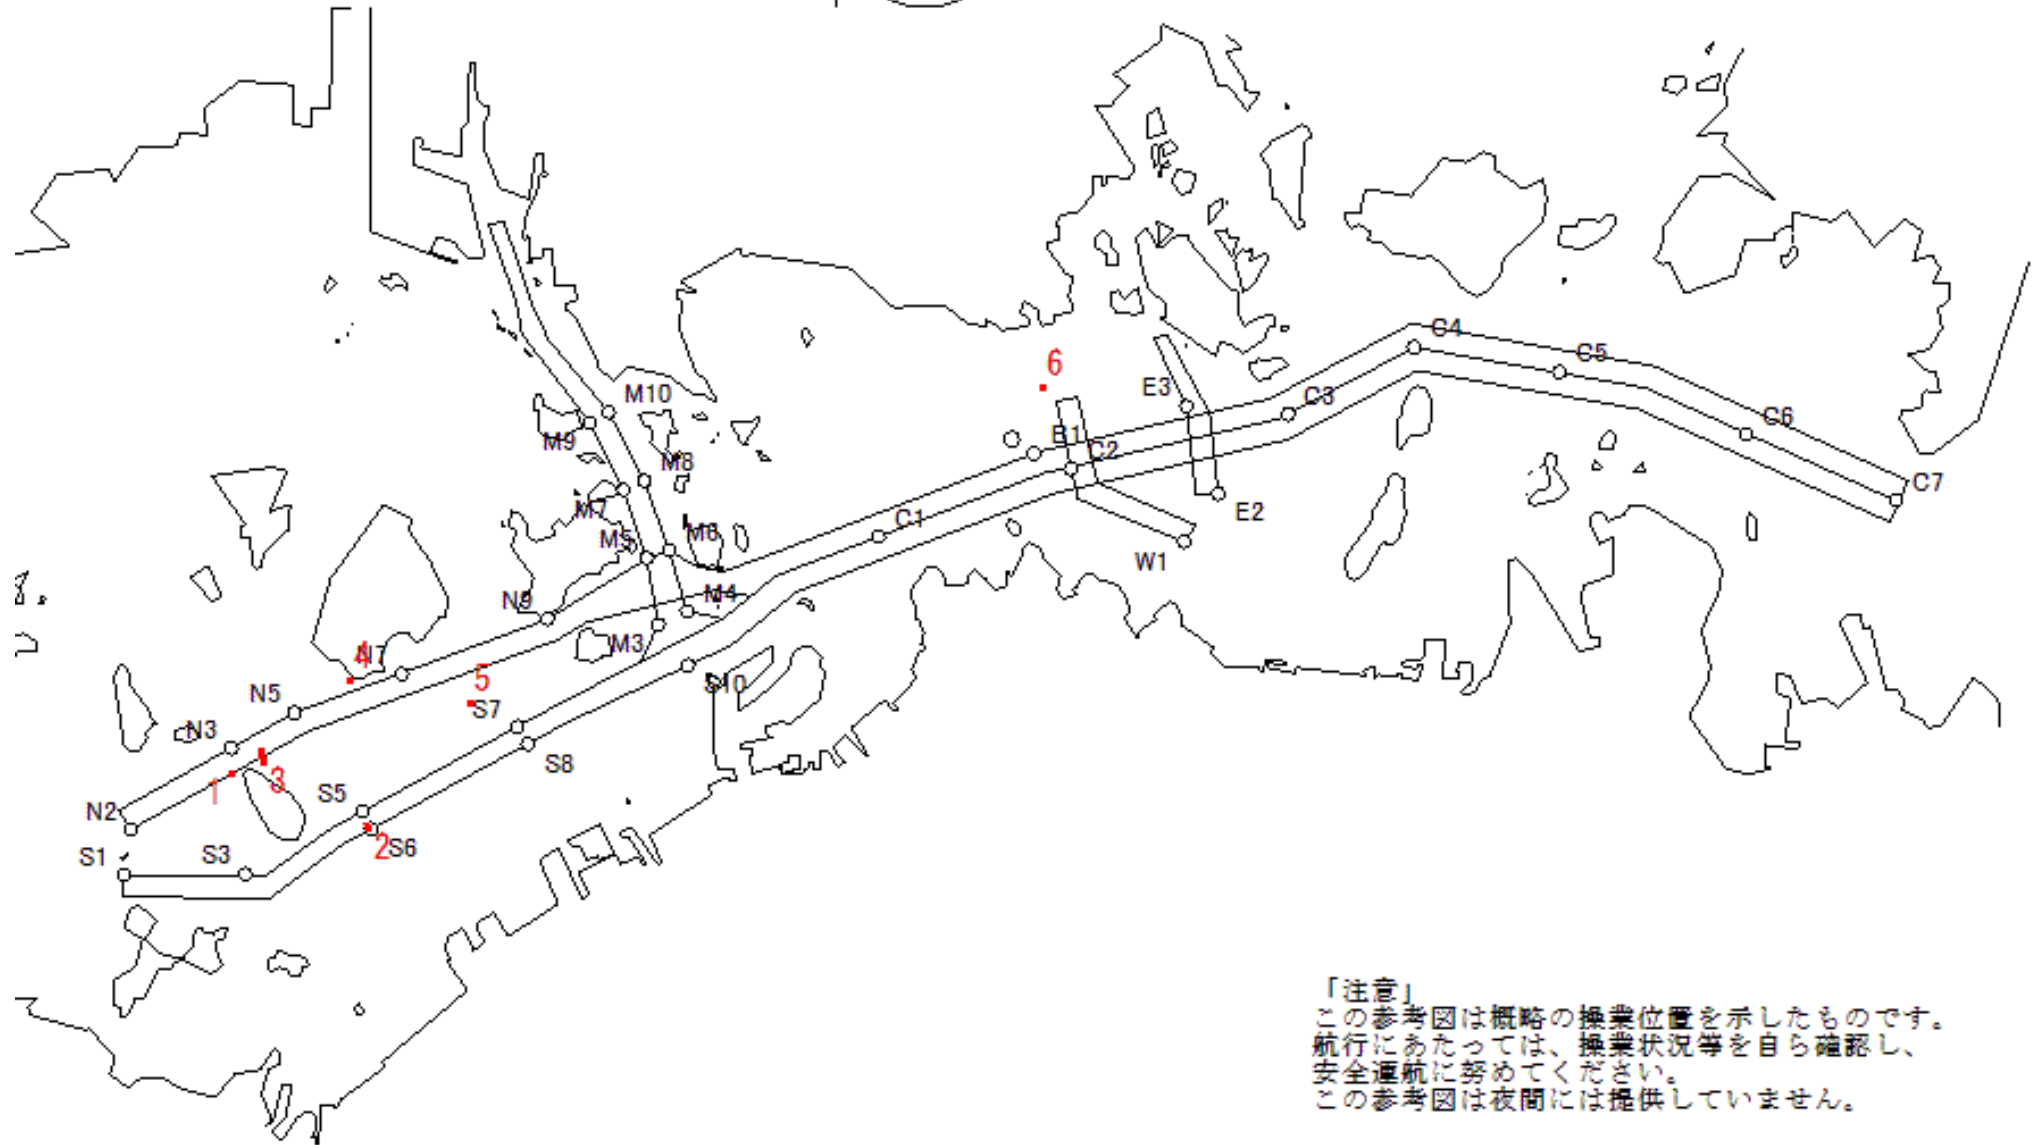 C4
C5
6
E3
M10
C3
C6
B1
M9
C2
M8
C7
M7
E2
C1
M6
M5
W1
N9
M4
M3
N7
4
5
S10
N5
S7
N3
S8
1
3
S5
N2
2
S6
S1
S3
「注意」
この参考図は概略の操業位置を示したものです。
航行にあたっては、操業状況等を自ら確認し、
安全運航に努めてください。
この参考図は夜間には提供していません。